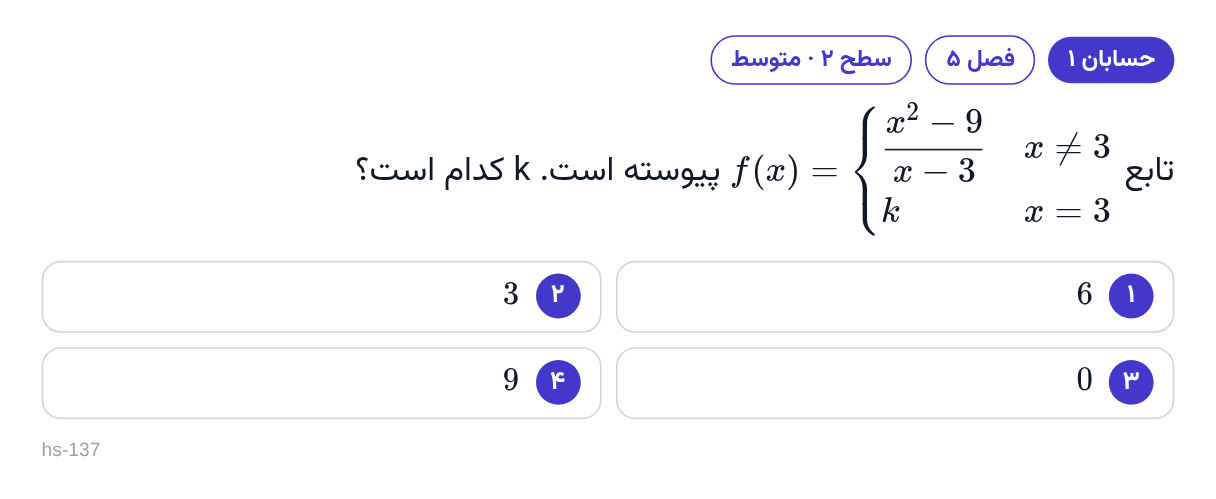 حسابان ۱ فصل ۵ سطح ۲ · متوسط
تابع f(x) = { (x² − 9)/(x − 3) x ≠ 3 ; k x = 3 پیوسته است. k کدام است؟
۱ 6
۲ 3
۳ 0
۴ 9
hs-137